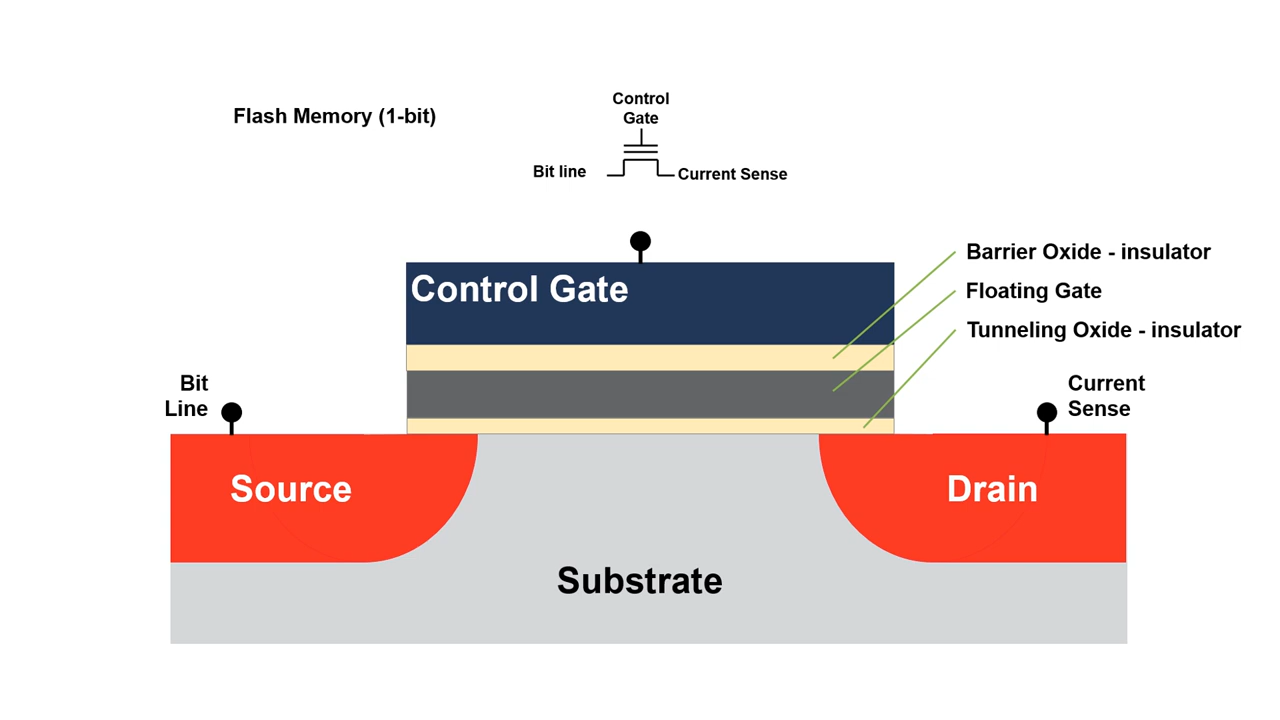 Flash Memory (1-bit)
Control
Gate
Bit line
Current Sense
Control Gate
Barrier Oxide - insulator
Floating Gate
Tunneling Oxide - insulator
Bit
Line
Current
Sense
Source
Drain
Substrate